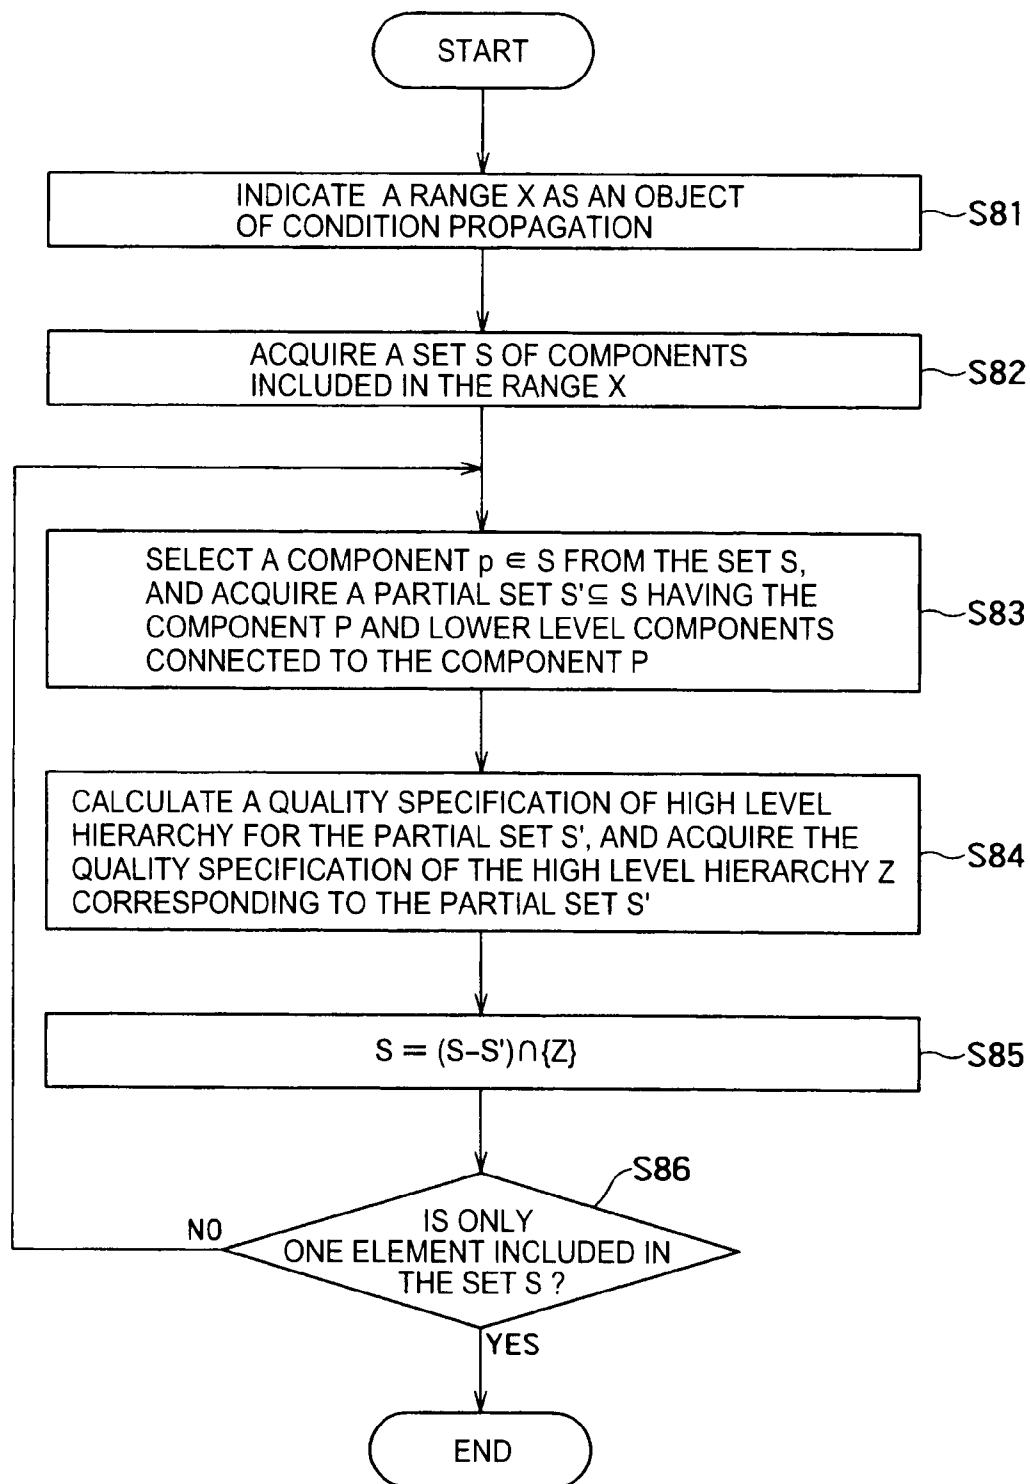 START
INDICATE A RANGE X AS AN OBJECT
OF CONDITION PROPAGATION
S81
ACQUIRE A SET S OF COMPONENTS
INCLUDED IN THE RANGE X
S82
SELECT A COMPONENT p ∈ S FROM THE SET S,
AND ACQUIRE A PARTIAL SET S'⊆ S HAVING THE
COMPONENT P AND LOWER LEVEL COMPONENTS
CONNECTED TO THE COMPONENT P
S83
CALCULATE A QUALITY SPECIFICATION OF HIGH LEVEL
HIERARCHY FOR THE PARTIAL SET S', AND ACQUIRE THE
QUALITY SPECIFICATION OF THE HIGH LEVEL HIERARCHY Z
CORRESPONDING TO THE PARTIAL SET S'
S84
S = (S-S')∩{Z}
S85
S86
IS ONLY
ONE ELEMENT INCLUDED IN
THE SET S ?
NO
YES
END